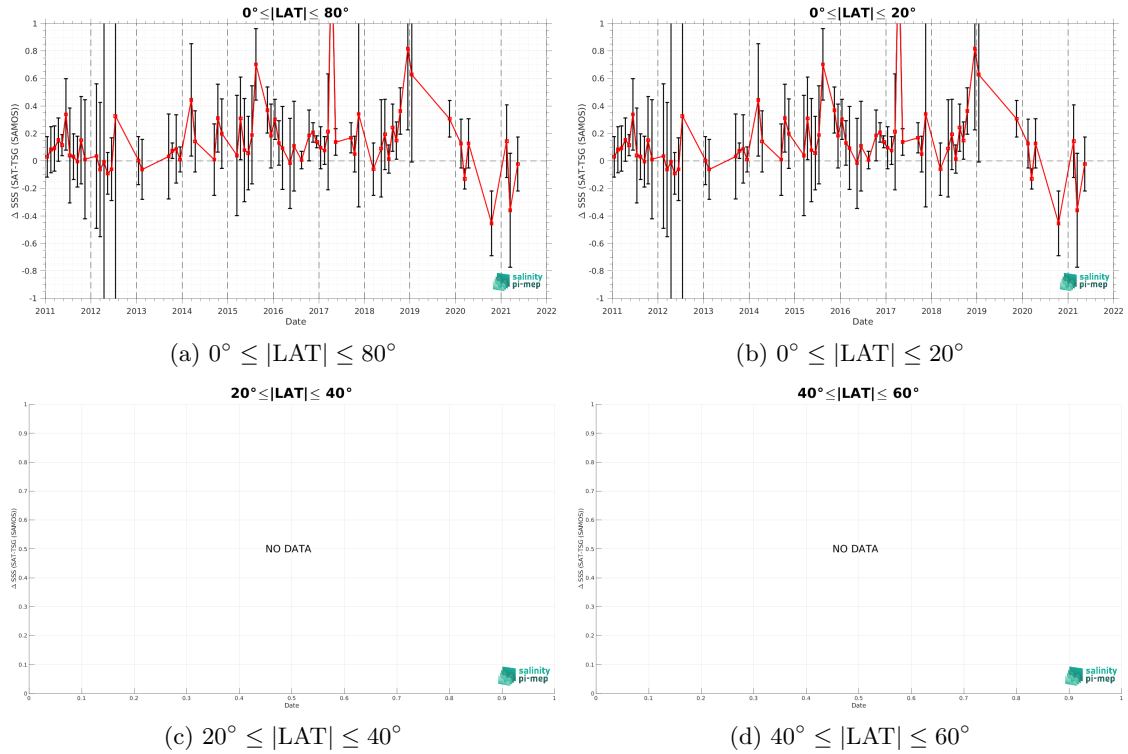 0°≤|LAT|≤ 80°
Δ SSS (SAT-TSG (SAMOS))
1
0.8
0.6
0.4
0.2
0
-0.2
-0.4
-0.6
-0.8
-1
2011 2012 2013 2014 2015 2016 2017 2018 2019 2020 2021 2022
Date
salinity
pi-mep
(a) 0° ≤ |LAT| ≤ 80°
0°≤|LAT|≤ 20°
Δ SSS (SAT-TSG (SAMOS))
1
0.8
0.6
0.4
0.2
0
-0.2
-0.4
-0.6
-0.8
-1
2011 2012 2013 2014 2015 2016 2017 2018 2019 2020 2021 2022
Date
salinity
pi-mep
(b) 0° ≤ |LAT| ≤ 20°
20°≤|LAT|≤ 40°
Δ SSS (SAT-TSG (SAMOS))
1
0.9
0.8
0.7
0.6
0.5
0.4
0.3
0.2
0.1
0
NO DATA
0 0.1 0.2 0.3 0.4 0.5 0.6 0.7 0.8 0.9 1
Date
salinity
pi-mep
(c) 20° ≤ |LAT| ≤ 40°
40°≤|LAT|≤ 60°
Δ SSS (SAT-TSG (SAMOS))
1
0.9
0.8
0.7
0.6
0.5
0.4
0.3
0.2
0.1
0
NO DATA
0 0.1 0.2 0.3 0.4 0.5 0.6 0.7 0.8 0.9 1
Date
salinity
pi-mep
(d) 40° ≤ |LAT| ≤ 60°